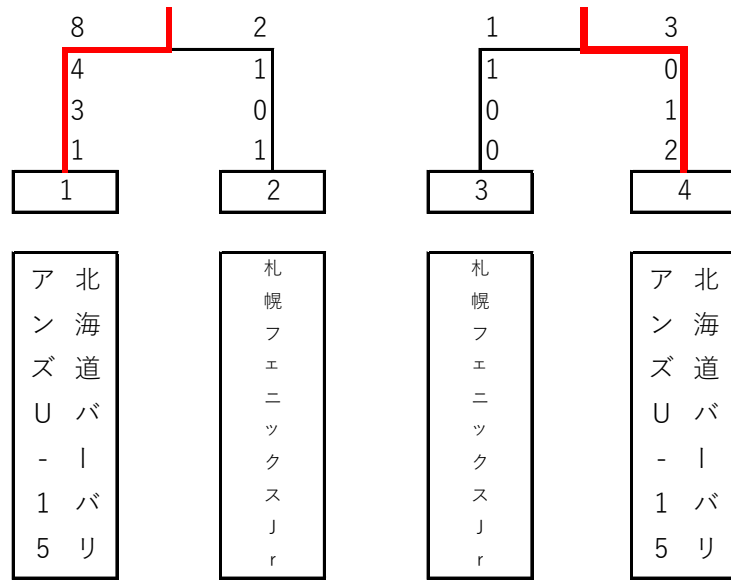 8 2 1 3
4 1 1 0
3 0 0 1
1 1 0 2
1 2 3 4
北海道バーバリ
アンズU-15
札幌フェニックスJr
札幌フェニックスJr
北海道バーバリ
アンズU-15